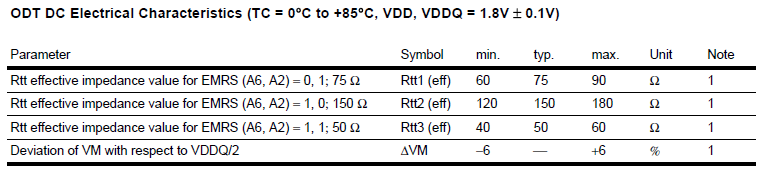 ODT DC Electrical Characteristics (TC = 0°C to +85°C, VDD, VDDQ = 1.8V ± 0.1V)
Parameter Symbol min. typ. max. Unit Note
Rtt effective impedance value for EMRS (A6, A2) = 0, 1; 75 Ω Rtt1 (eff) 60 75 90 Ω 1
Rtt effective impedance value for EMRS (A6, A2) = 1, 0; 150 Ω Rtt2 (eff) 120 150 180 Ω 1
Rtt effective impedance value for EMRS (A6, A2) = 1, 1; 50 Ω Rtt3 (eff) 40 50 60 Ω 1
Deviation of VM with respect to VDDQ/2 ΔVM −6 — +6 % 1